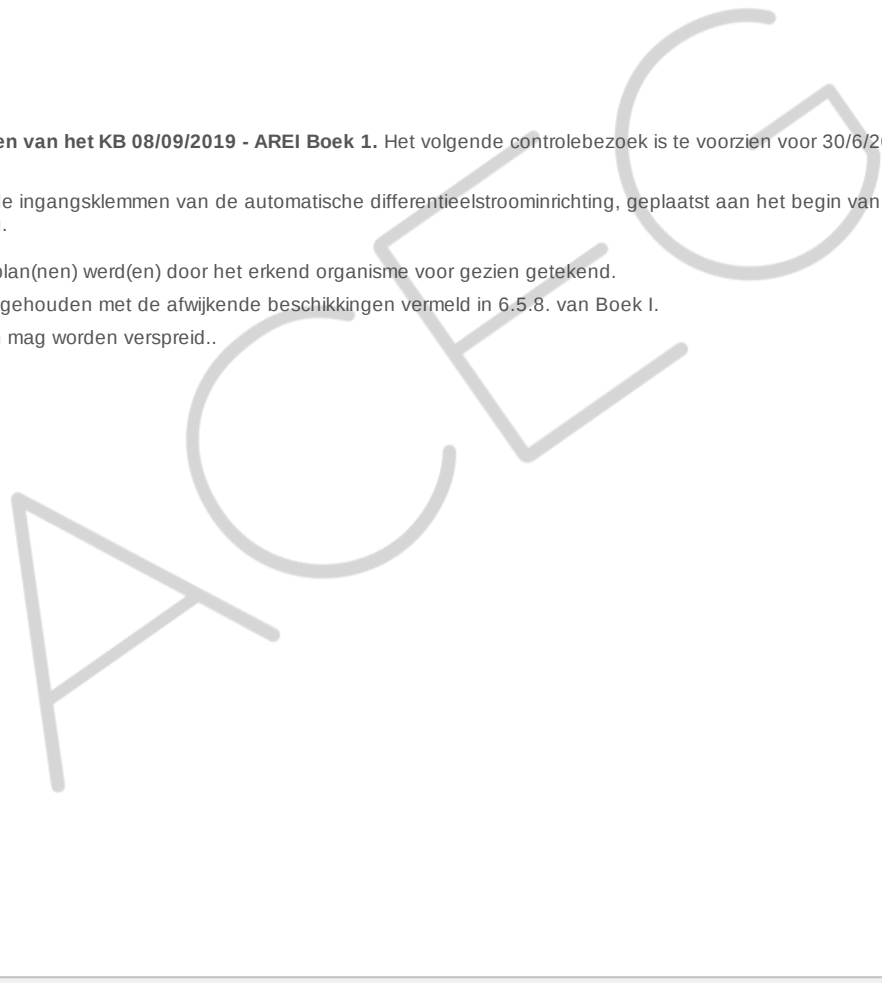 en van het KB 08/09/2019 - AREI Boek 1. Het volgende controlebezoek is te voorzien voor 30/6/2
e ingangsklemmen van de automatische differentieelstroominrichting, geplaatst aan het begin van
plan(nen) werd(en) door het erkend organisme voor gezien getekend.
gehouden met de afwijkende beschikkingen vermeld in 6.5.8. van Boek I.
mag worden verspreid..
ACEG